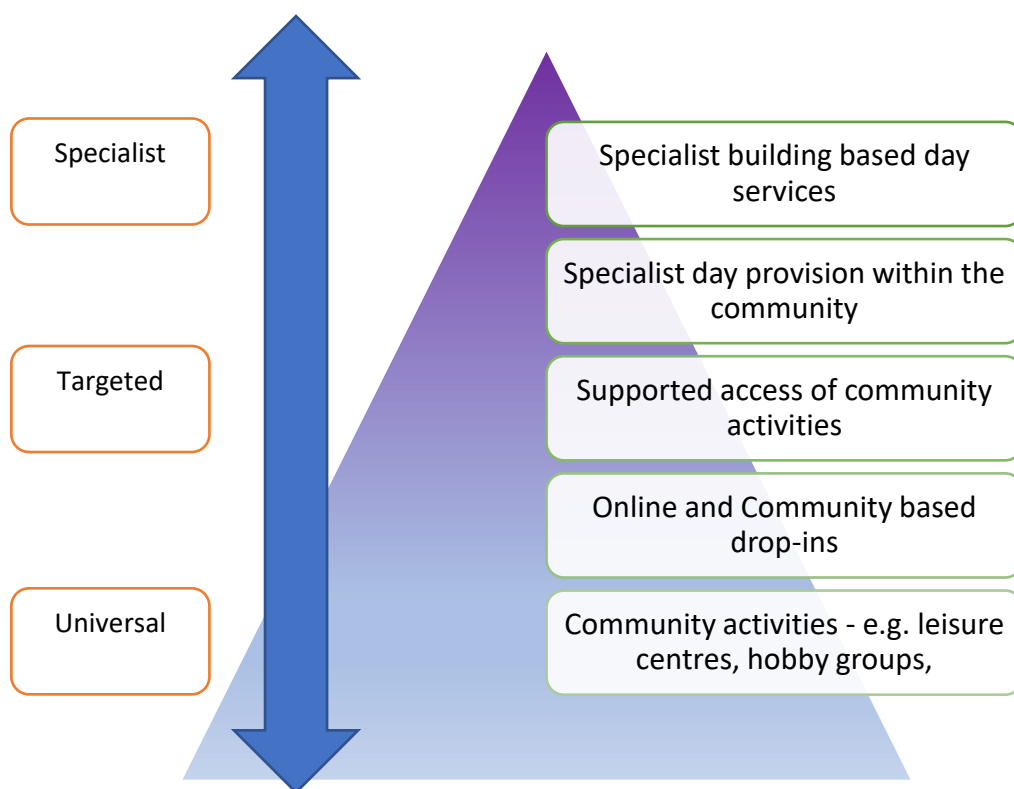 Specialist
Specialist building based day
services
Specialist day provision within the
community
Targeted
Supported access of community
activities
Online and Community based
drop-ins
Universal
Community activities - e.g. leisure
centres, hobby groups,